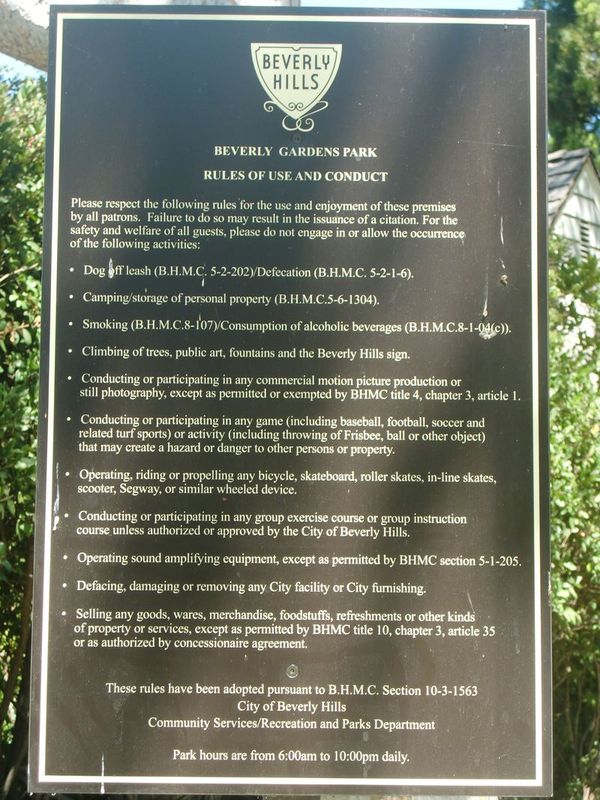 BEVERLY
HILLS
BEVERLY GARDENS PARK
RULES OF USE AND CONDUCT
Please respect the following rules for the use and enjoyment of these premises
by all patrons. Failure to do so may result in the issuance of a citation. For the
safety and welfare of all guests, please do not engage in or allow the occurrence
of the following activities:
• Dog off leash (B.H.M.C. 5-2-202)/Defecation (B.H.M.C. 5-2-1-6).
• Camping/storage of personal property (B.H.M.C.5-6-1304).
• Smoking (B.H.M.C.8-107)/Consumption of alcoholic beverages (B.H.M.C.8-1-04(c)).
• Climbing of trees, public art, fountains and the Beverly Hills sign.
• Conducting or participating in any commercial motion picture production or
still photography, except as permitted or exempted by BHMC title 4, chapter 3, article 1.
• Conducting or participating in any game (including baseball, football, soccer and
related turf sports) or activity (including throwing of Frisbee, ball or other object)
that may create a hazard or danger to other persons or property.
• Operating, riding or propelling any bicycle, skateboard, roller skates, in-line skates,
scooter, Segway, or similar wheeled device.
• Conducting or participating in any group exercise course or group instruction
course unless authorized or approved by the City of Beverly Hills.
• Operating sound amplifying equipment, except as permitted by BHMC section 5-1-205.
• Defacing, damaging or removing any City facility or City furnishing.
• Selling any goods, wares, merchandise, foodstuffs, refreshments or other kinds
of property or services, except as permitted by BHMC title 10, chapter 3, article 35
or as authorized by concessionaire agreement.
These rules have been adopted pursuant to B.H.M.C. Section 10-3-1563
City of Beverly Hills
Community Services/Recreation and Parks Department
Park hours are from 6:00am to 10:00pm daily.